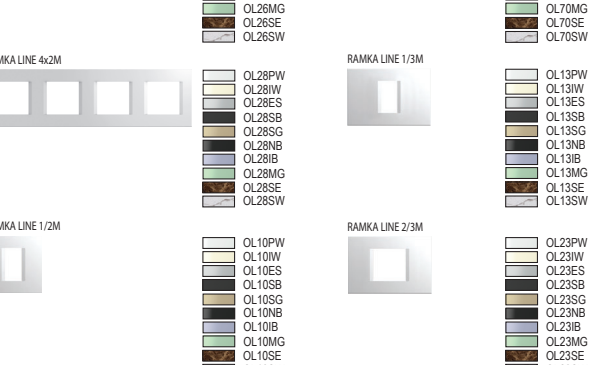 OL26MG
OL26SE
OL26SW
OL70MG
OL70SE
OL70SW
MKA LINE 4x2M
OL28PW
OL28IW
OL28ES
OL28SB
OL28SG
OL28NB
OL28IB
OL28MG
OL28SE
OL28SW
RAMKA LINE 1/3M
OL13PW
OL13IW
OL13ES
OL13SB
OL13SG
OL13NB
OL13IB
OL13MG
OL13SE
OL13SW
MKA LINE 1/2M
OL10PW
OL10IW
OL10ES
OL10SB
OL10SG
OL10NB
OL10IB
OL10MG
OL10SE
RAMKA LINE 2/3M
OL23PW
OL23IW
OL23ES
OL23SB
OL23SG
OL23NB
OL23IB
OL23MG
OL23SE